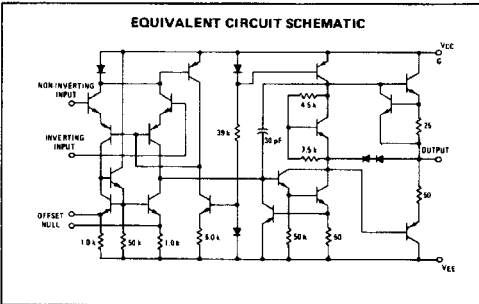 EQUIVALENT CIRCUIT SCHEMATIC
VCC
6
NON-INVERTING
INPUT
4.5 k
25
39 k
30 pF
INVERTING
INPUT
7.5 k
OUTPUT
50
OFFSET
NULL
1.0 k
50 k
1.0 k
5.0 k
50 k
50
VEE